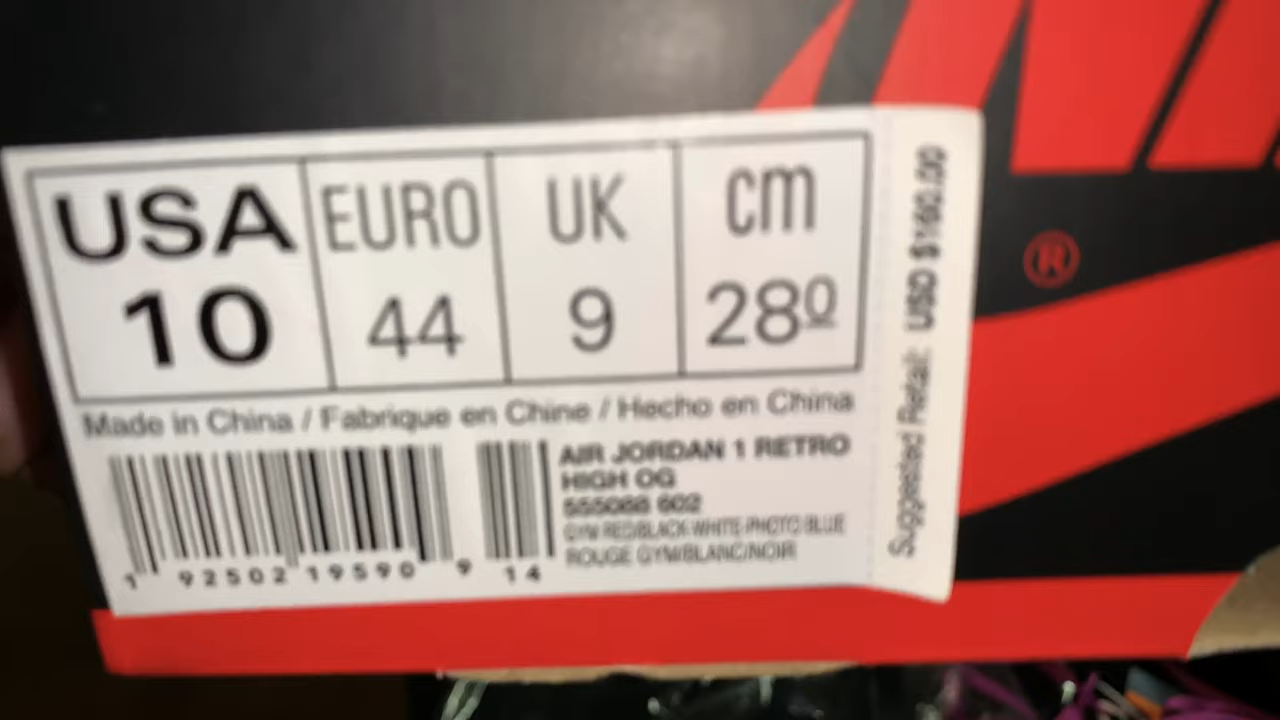 USA EURO UK cm
10 44 9 28⁰
Made in China / Fabrique en Chine / Hecho en China
AIR JORDAN 1 RETRO
HIGH OG
555088 602
GYM RED/BLACK-WHITE-PHOTO BLUE
ROUGE GYM/BLANC/NOIR
1 92502 19590 9 14
Suggested Retail: USD $160.00
®